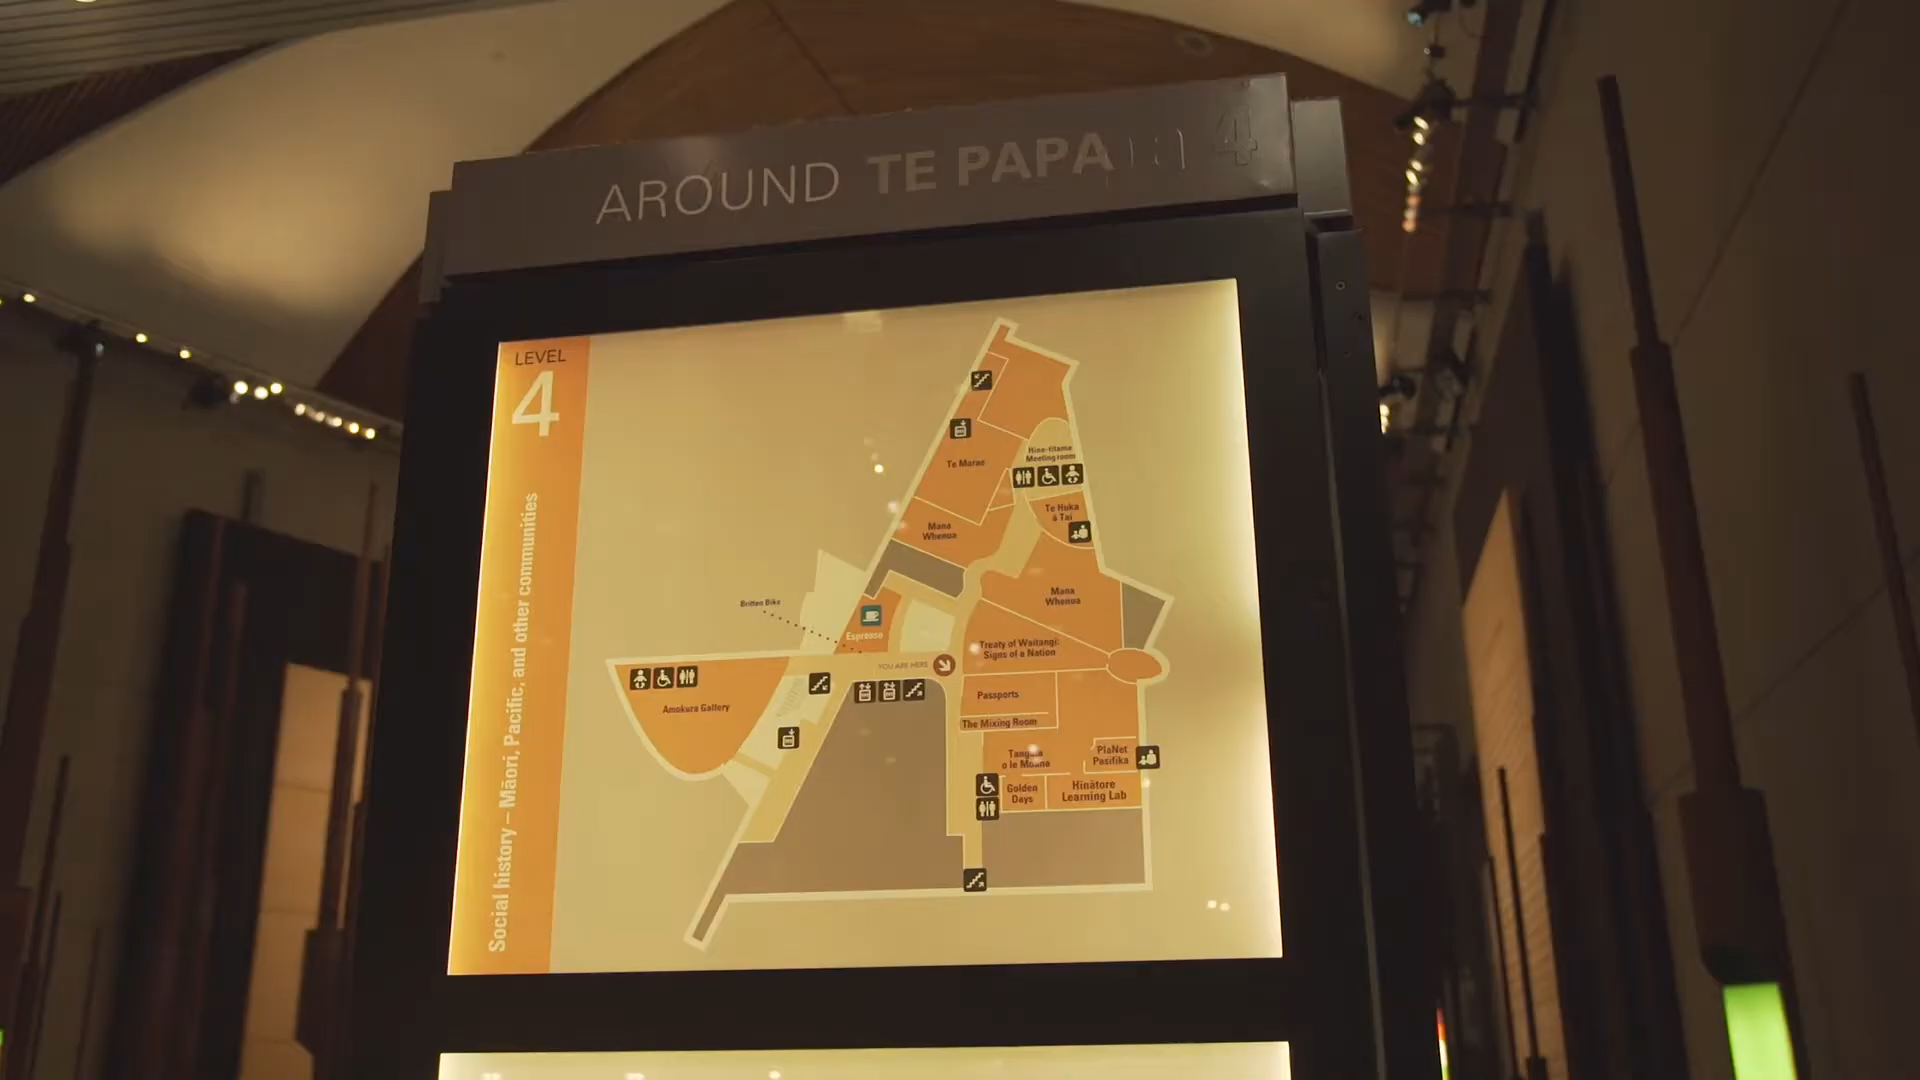 AROUND TE PAPA
LEVEL
4
Social history – Māori, Pacific, and other communities
Te Marae
Hine-titama
Meeting room
Te Huka
ā Tai
Mana
Whenua
Mana
Whenua
Britten Bike
Espresso
YOU ARE HERE
Treaty of Waitangi:
Signs of a Nation
Amokura Gallery
Passports
The Mixing Room
Tangata
o le Moana
PlaNet
Pasifika
Golden
Days
Hīnātore
Learning Lab